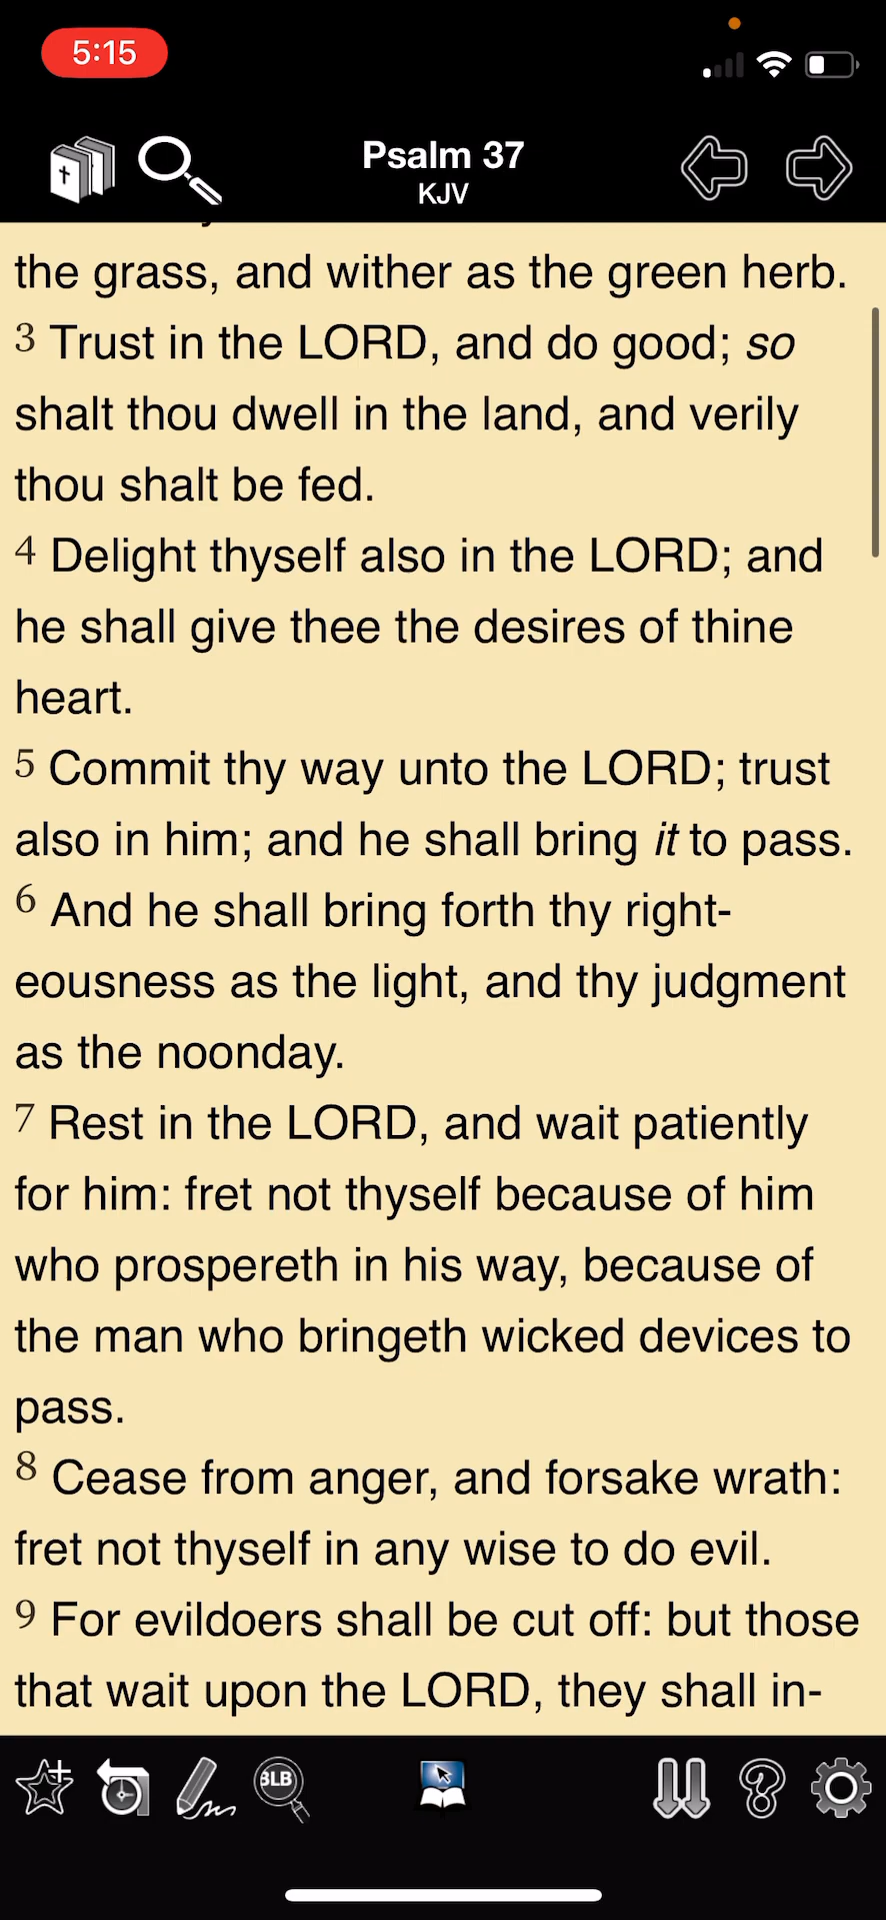 5:15
Psalm 37
KJV
the grass, and wither as the green herb.
3 Trust in the LORD, and do good; so
shalt thou dwell in the land, and verily
thou shalt be fed.
4 Delight thyself also in the LORD; and
he shall give thee the desires of thine
heart.
5 Commit thy way unto the LORD; trust
also in him; and he shall bring it to pass.
6 And he shall bring forth thy right-
eousness as the light, and thy judgment
as the noonday.
7 Rest in the LORD, and wait patiently
for him: fret not thyself because of him
who prospereth in his way, because of
the man who bringeth wicked devices to
pass.
8 Cease from anger, and forsake wrath:
fret not thyself in any wise to do evil.
9 For evildoers shall be cut off: but those
that wait upon the LORD, they shall in-
BLB